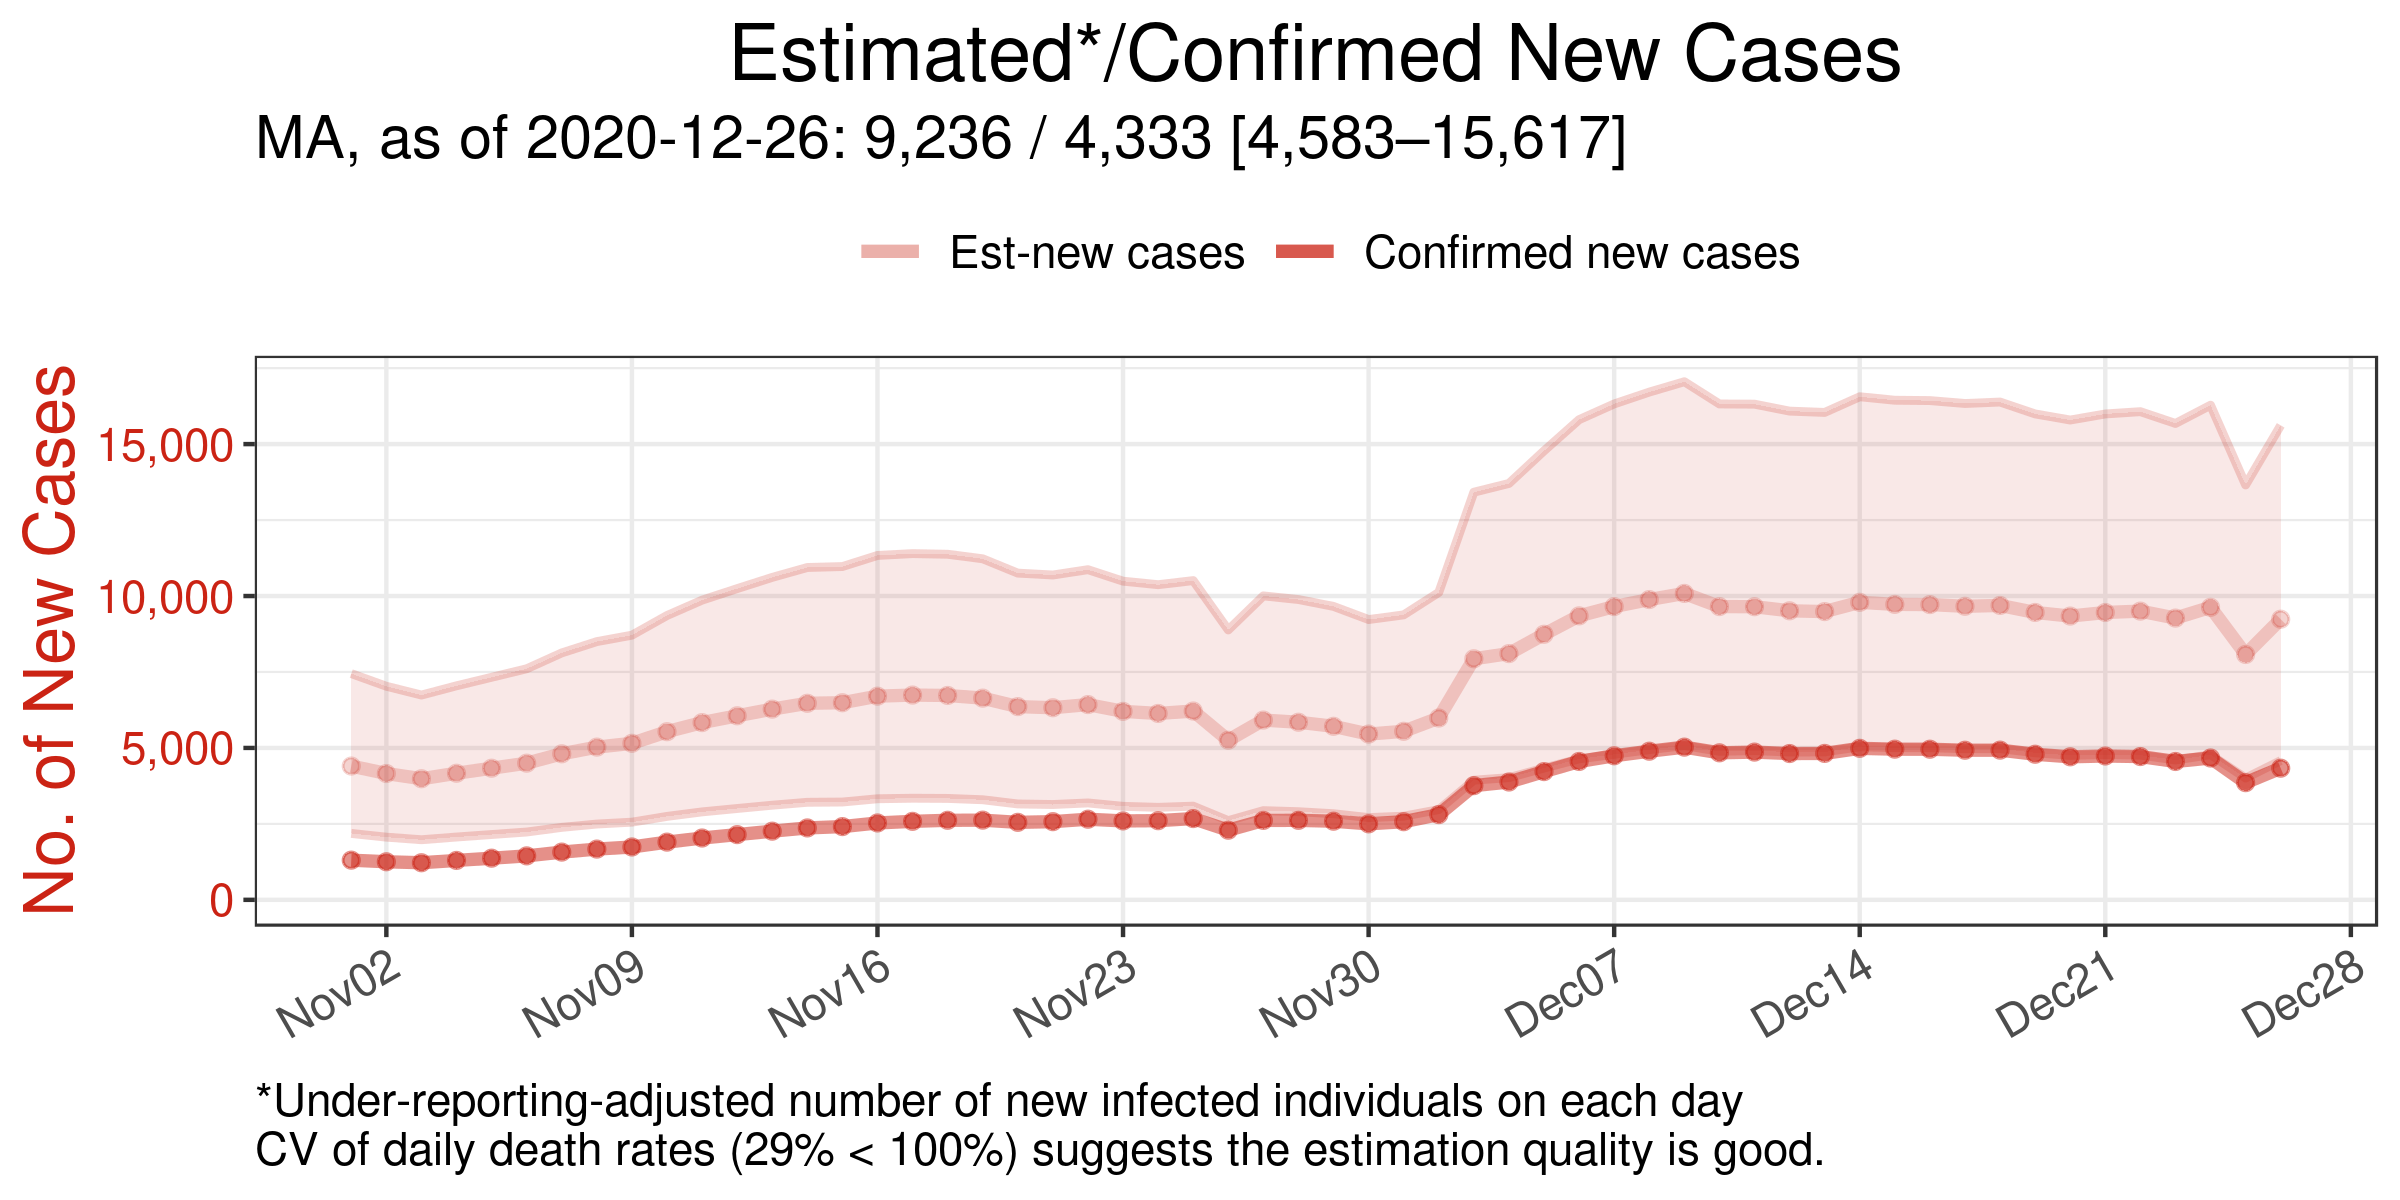 Estimated*/Confirmed New Cases
MA, as of 2020-12-26: 9,236 / 4,333 [4,583–15,617]
Est-new cases
Confirmed new cases
No. of New Cases
15,000
10,000
5,000
0
Nov02
Nov09
Nov16
Nov23
Nov30
Dec07
Dec14
Dec21
Dec28
*Under-reporting-adjusted number of new infected individuals on each day
CV of daily death rates (29% < 100%) suggests the estimation quality is good.